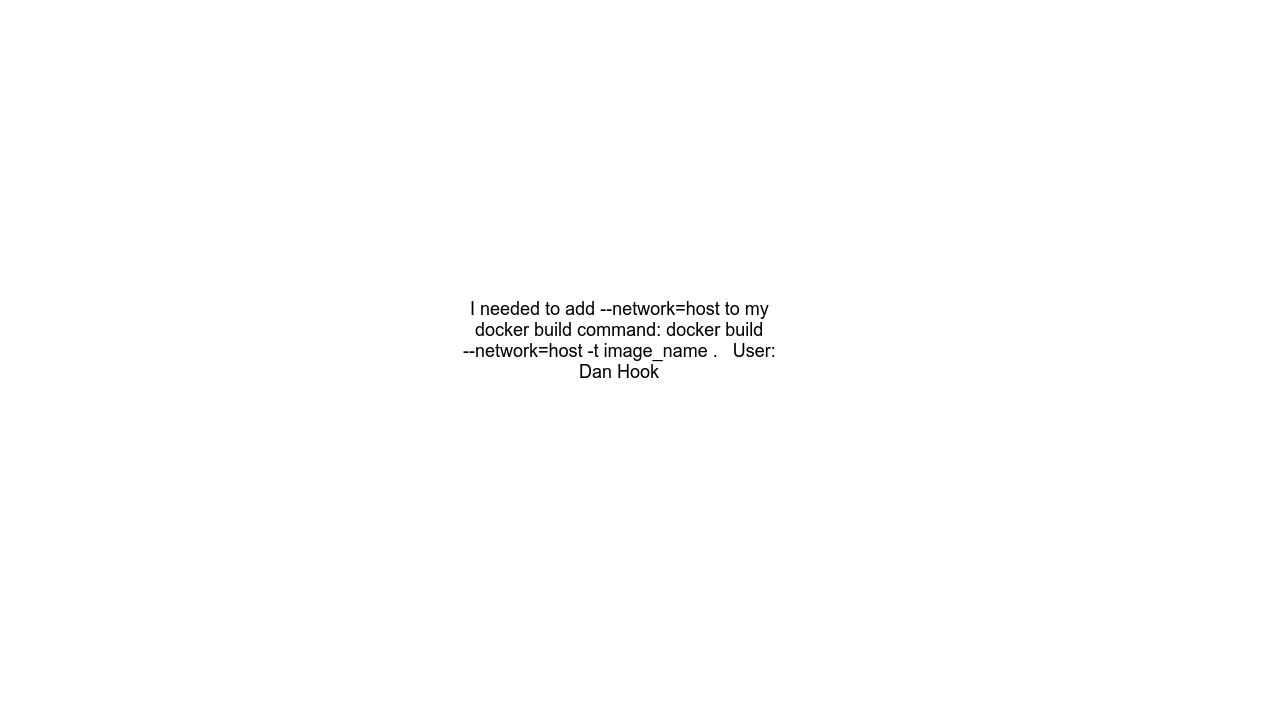 I needed to add --network=host to my
docker build command: docker build
--network=host -t image_name .   User:
Dan Hook